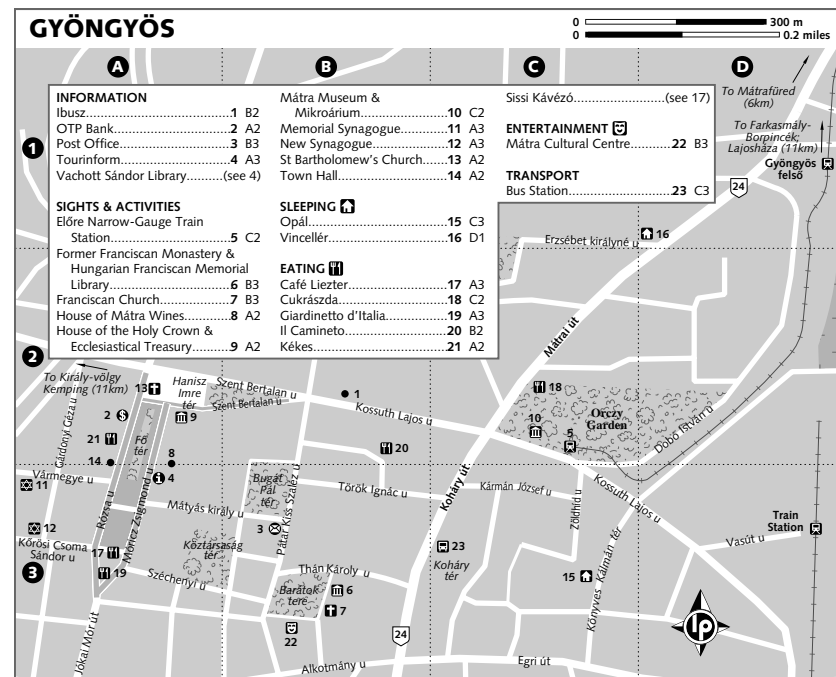 GYÖNGYÖS
0 300 m
0 0.2 miles
A
B
C
D
INFORMATION
Ibusz..............................1 B2
OTP Bank........................2 A2
Post Office......................3 B3
Tourinform......................4 A3
Vachott Sándor Library.........(see 4)
SIGHTS & ACTIVITIES
Előre Narrow-Gauge Train
Station..........................5 C2
Former Franciscan Monastery &
Hungarian Franciscan Memorial
Library..........................6 B3
Franciscan Church...............7 B3
House of Mátra Wines...........8 A2
House of the Holy Crown &
Ecclesiastical Treasury..........9 A2
Mátra Museum &
Mikroárium.....................10 C2
Memorial Synagogue............11 A3
New Synagogue.................12 A3
St Bartholomew's Church.......13 A2
Town Hall......................14 A2
SLEEPING
Opál...........................15 C3
Vincellér.......................16 D1
EATING
Café Liezter....................17 A3
Cukrászda......................18 C2
Giardinetto d'Italia.............19 A3
Il Camineto.....................20 B2
Kékes..........................21 A2
Sissi Kávézó....................(see 17)
ENTERTAINMENT
Mátra Cultural Centre..........22 B3
TRANSPORT
Bus Station.....................23 C3
To Mátrafüred
(6km)
To Farkasmály-
Borpincék;
Lajosháza (11km)
Gyöngyös
felső
24
1
16
Erzsébet királyné u
Mátrai út
2
To Király-völgy
Kemping (11km)
13
Hanisz
Imre
tér
Szent Bertalan u
Szent Bertalan u
1
Kossuth Lajos u
18
Orczy
Garden
10
5
Dobó István u
Gárdonyi Géza u
2
$
9
21
Fő
tér
20
14
8
Vármegye u
11
4
Bugát
Pál
tér
Török Ignác u
Koháry út
Kármán József u
Kossuth Lajos u
Rózsa u
Móricz Zsigmond u
Mátyás király u
Pátar Kiss Szaléz u
Zöldhíd u
12
3
Train
Station
Kőrösi Csoma
Sándor u
17
Köztársaság
tér
23
Koháry
tér
Vasút u
3
19
Széchenyi u
Thán Károly u
Barátok
tere
6
7
15
Könyves Kálmán tér
22
24
lp
Jókai Mór út
Alkotmány u
Egri út